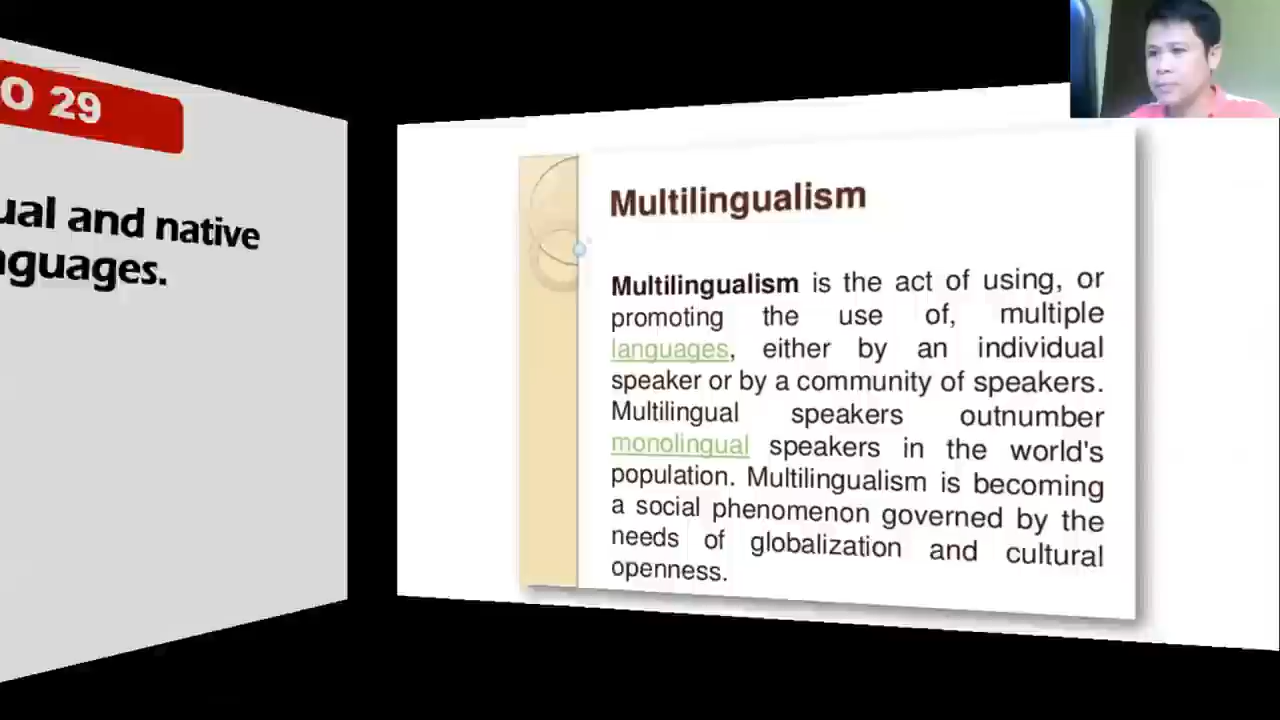 O 29
ual and native
nguages.
Multilingualism
Multilingualism is the act of using, or
promoting the use of, multiple
languages, either by an individual
speaker or by a community of speakers.
Multilingual speakers outnumber
monolingual speakers in the world's
population. Multilingualism is becoming
a social phenomenon governed by the
needs of globalization and cultural
openness.